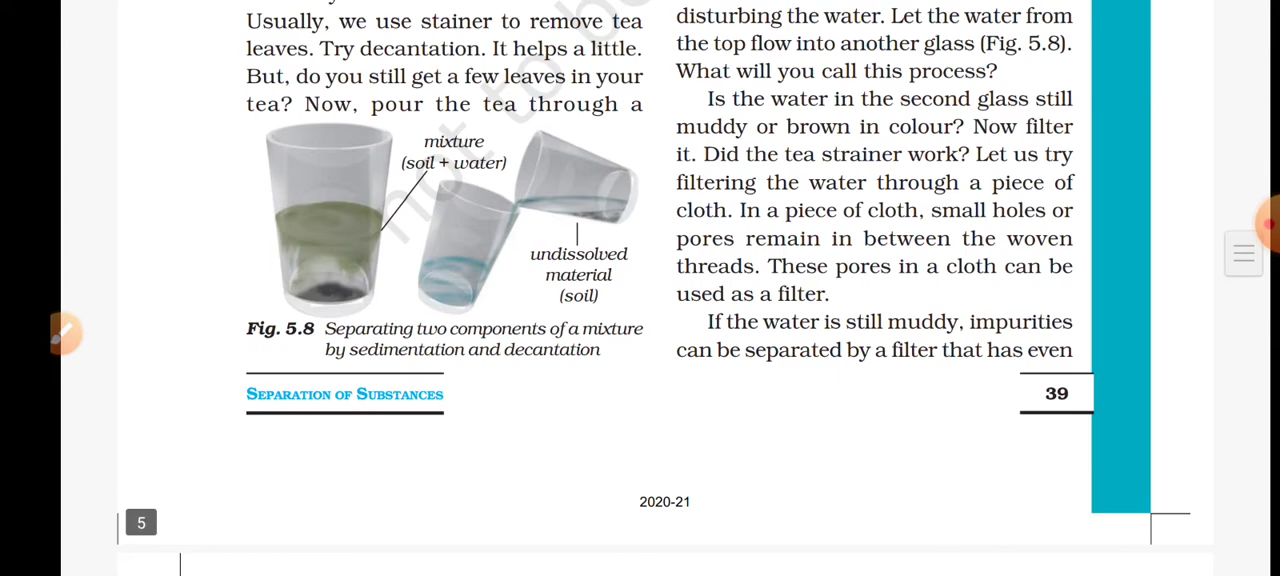 Usually, we use stainer to remove tea
leaves. Try decantation. It helps a little.
But, do you still get a few leaves in your
tea? Now, pour the tea through a
mixture
(soil + water)
undissolved
material
(soil)
Fig. 5.8 Separating two components of a mixture
by sedimentation and decantation
disturbing the water. Let the water from
the top flow into another glass (Fig. 5.8).
What will you call this process?
Is the water in the second glass still
muddy or brown in colour? Now filter
it. Did the tea strainer work? Let us try
filtering the water through a piece of
cloth. In a piece of cloth, small holes or
pores remain in between the woven
threads. These pores in a cloth can be
used as a filter.
If the water is still muddy, impurities
can be separated by a filter that has even
SEPARATION OF SUBSTANCES
39
2020-21
5
not to be